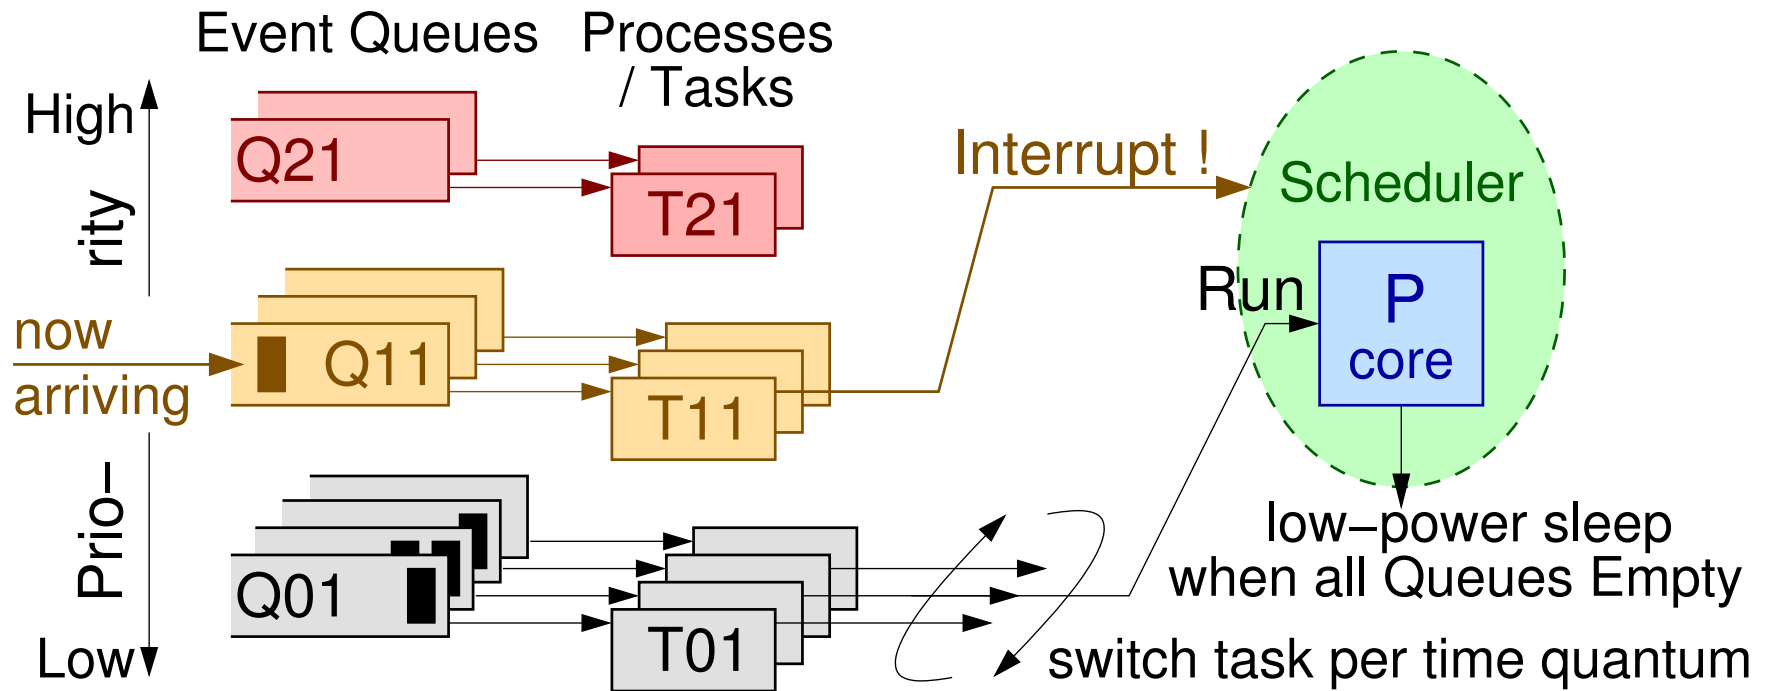 Event Queues
Processes
/ Tasks
High
Prio–
rity
Low
Q21
T21
now
arriving
Q11
T11
Q01
T01
Interrupt !
Scheduler
Run
P
core
low–power sleep
when all Queues Empty
switch task per time quantum